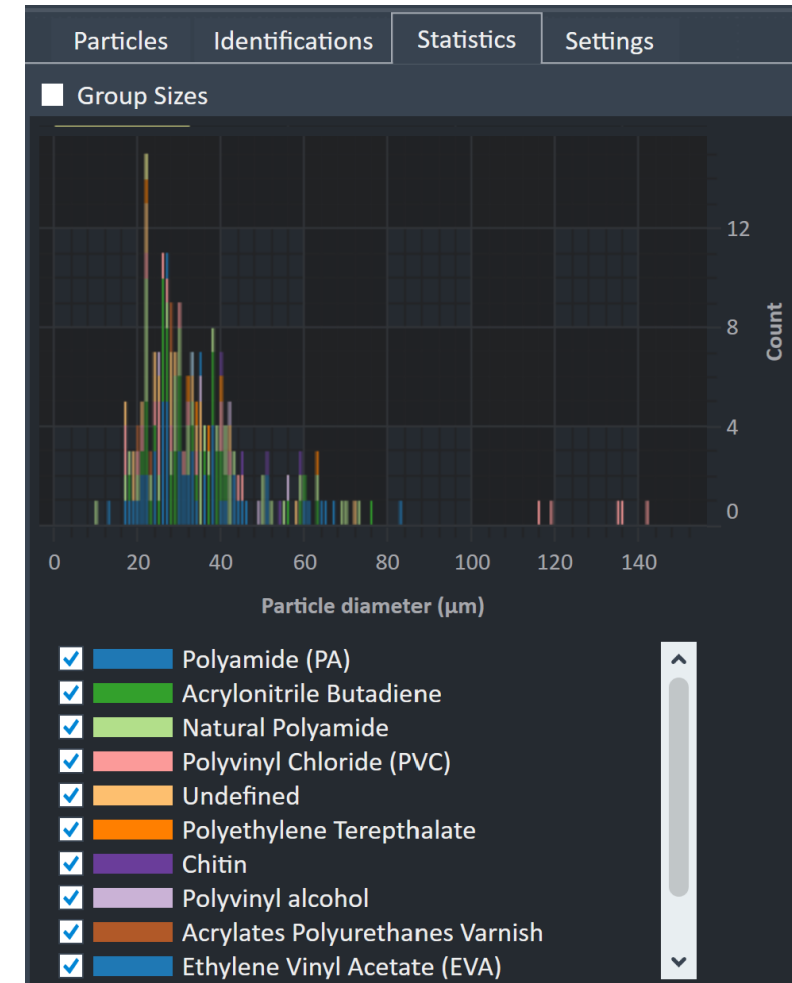 Particles Identifications Statistics Settings
Group Sizes
12
8
4
0
Count
0 20 40 60 80 100 120 140
Particle diameter (µm)
Polyamide (PA)
Acrylonitrile Butadiene
Natural Polyamide
Polyvinyl Chloride (PVC)
Undefined
Polyethylene Terepthalate
Chitin
Polyvinyl alcohol
Acrylates Polyurethanes Varnish
Ethylene Vinyl Acetate (EVA)